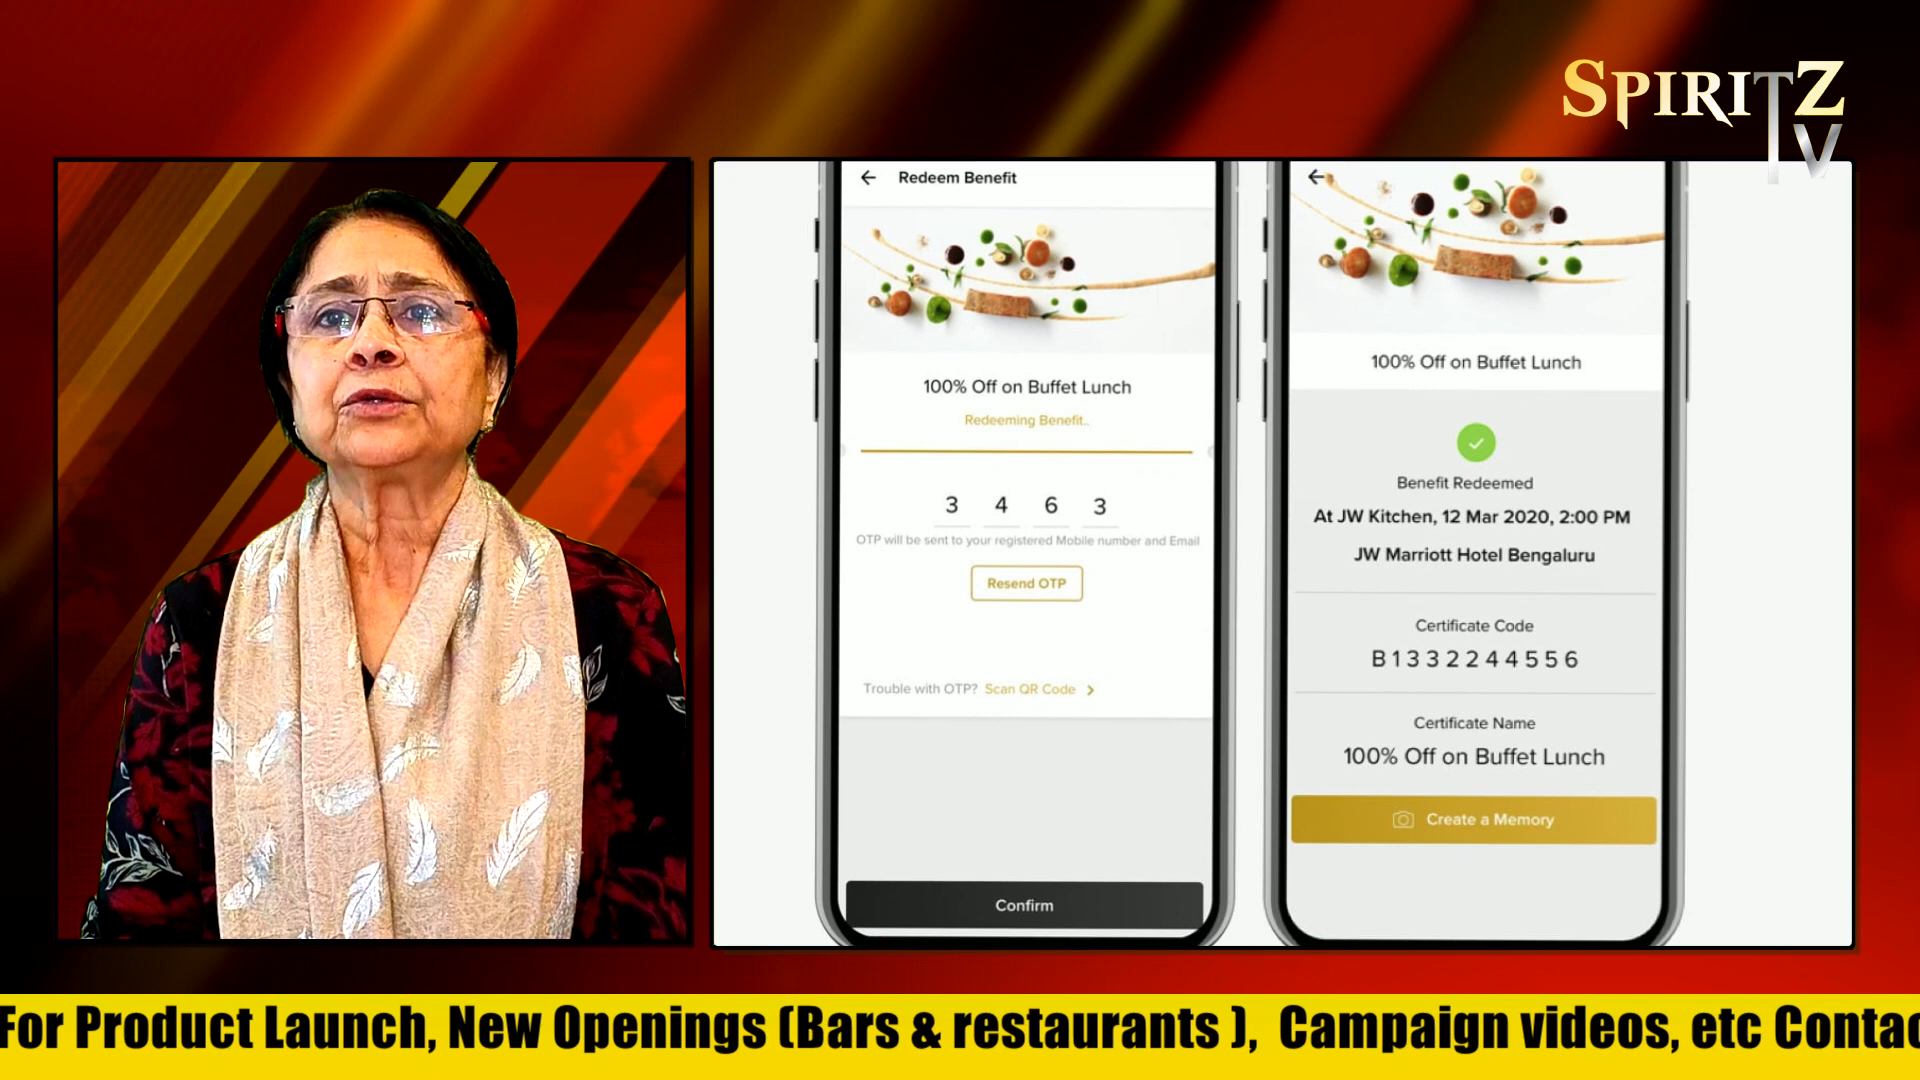 SPIRITZ
TV
Redeem Benefit
100% Off on Buffet Lunch
Redeeming Benefit..
3 4 6 3
OTP will be sent to your registered Mobile number and Email
Resend OTP
Trouble with OTP? Scan QR Code
Confirm
100% Off on Buffet Lunch
Benefit Redeemed
At JW Kitchen, 12 Mar 2020, 2:00 PM
JW Marriott Hotel Bengaluru
Certificate Code
B1332244556
Certificate Name
100% Off on Buffet Lunch
Create a Memory
For Product Launch, New Openings (Bars & restaurants ), Campaign videos, etc Contac